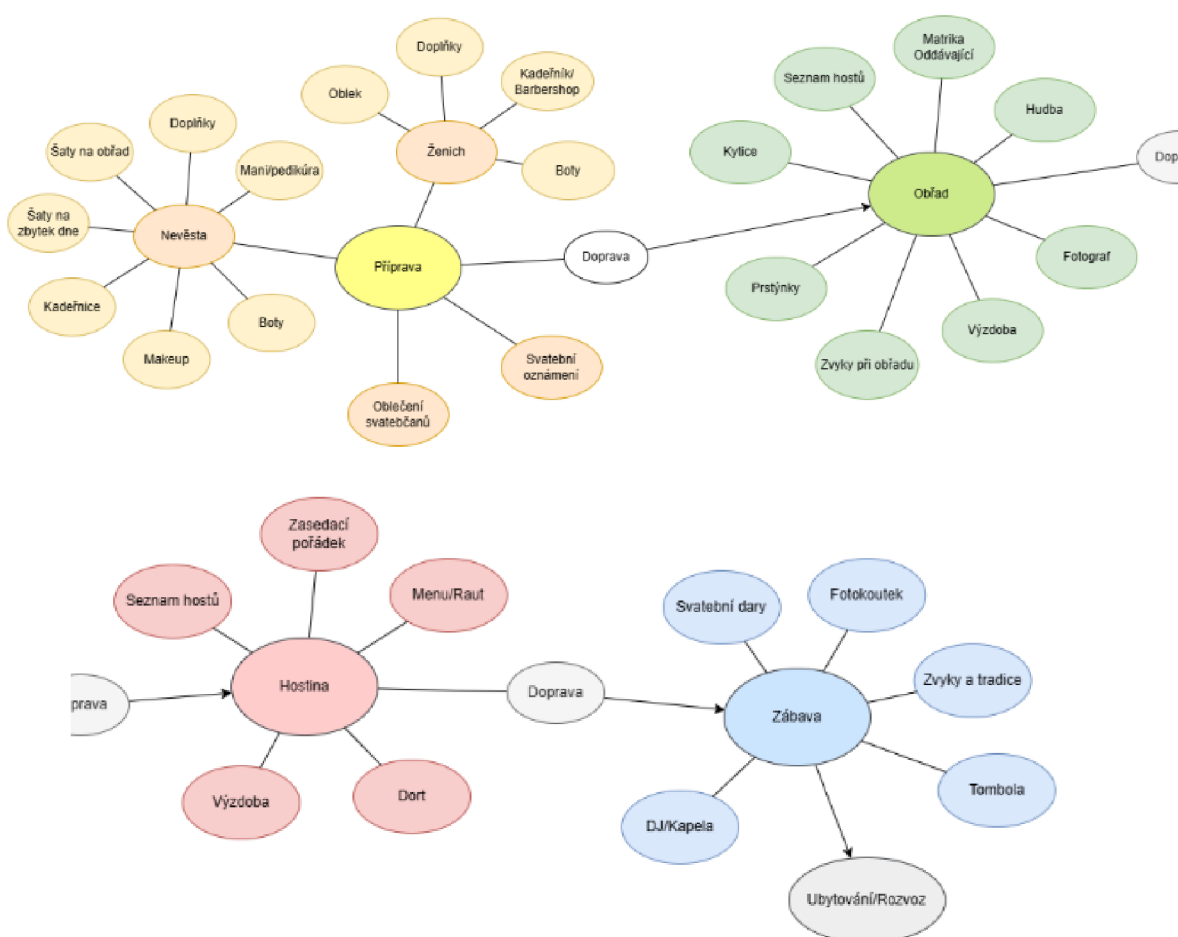 Doplňky
Kadeřník/
Barbershop
Oblek
Ženich
Boty
Doplňky
Šaty na obřad
Mani/pedikúra
Šaty na
zbytek dne
Nevěsta
Kadeřnice
Makeup
Boty
Příprava
Doprava
Svatební
oznámení
Oblečení
svatebčanů
Matrika
Oddávající
Seznam hostů
Hudba
Kytice
Obřad
Dop
Fotograf
Prstýnky
Výzdoba
Zvyky při obřadu
Zasedací
pořádek
Seznam hostů
Menu/Raut
Hostina
prava
Výzdoba
Dort
Doprava
Svatební dary
Fotokoutek
Zvyky a tradice
Zábava
Tombola
DJ/Kapela
Ubytování/Rozvoz